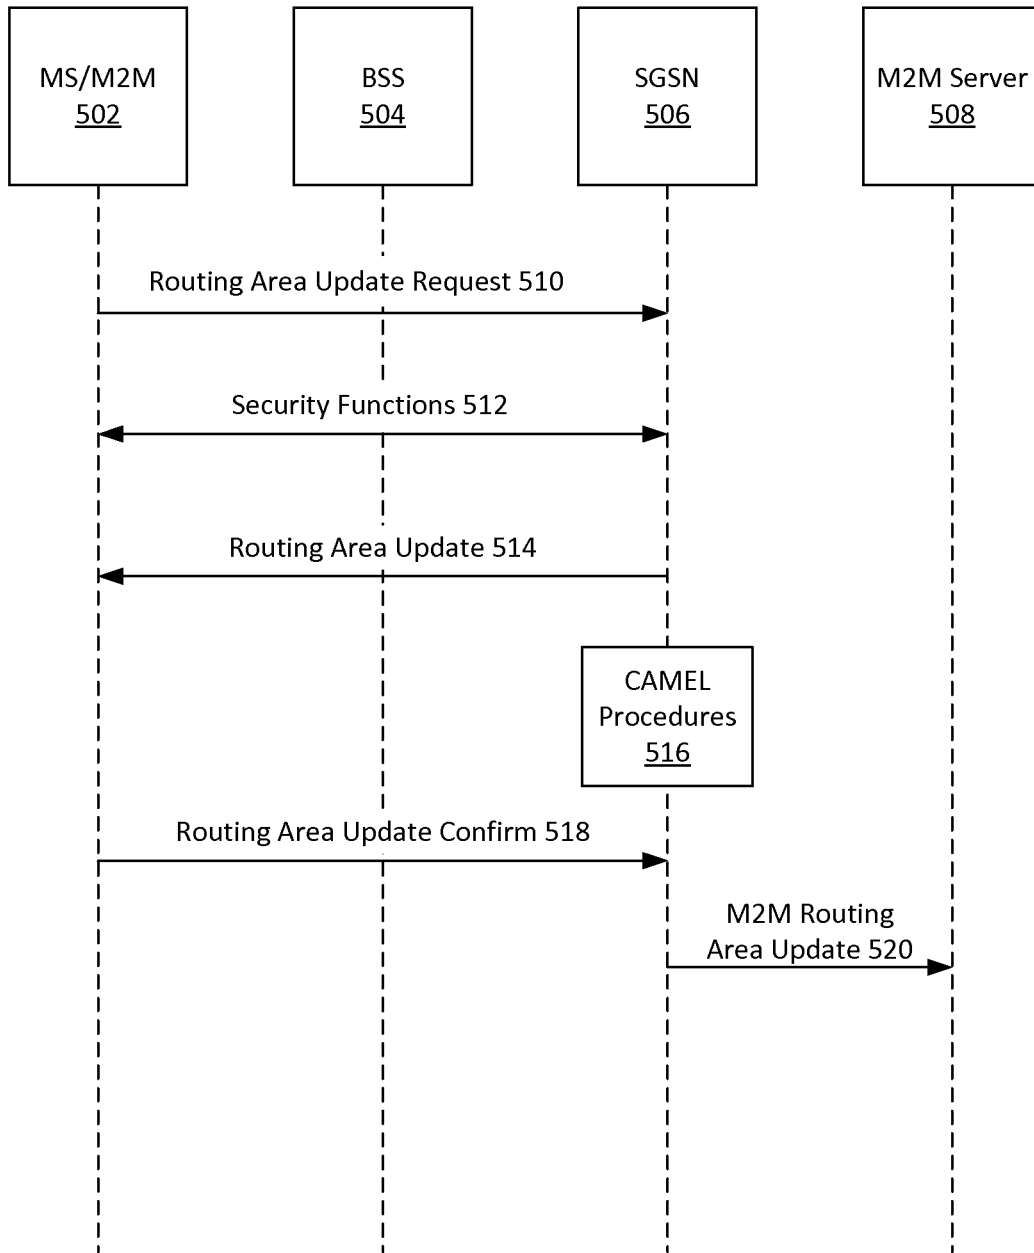 MS/M2M
502
BSS
504
SGSN
506
M2M Server
508
Routing Area Update Request 510
Security Functions 512
Routing Area Update 514
CAMEL
Procedures
516
Routing Area Update Confirm 518
M2M Routing
Area Update 520